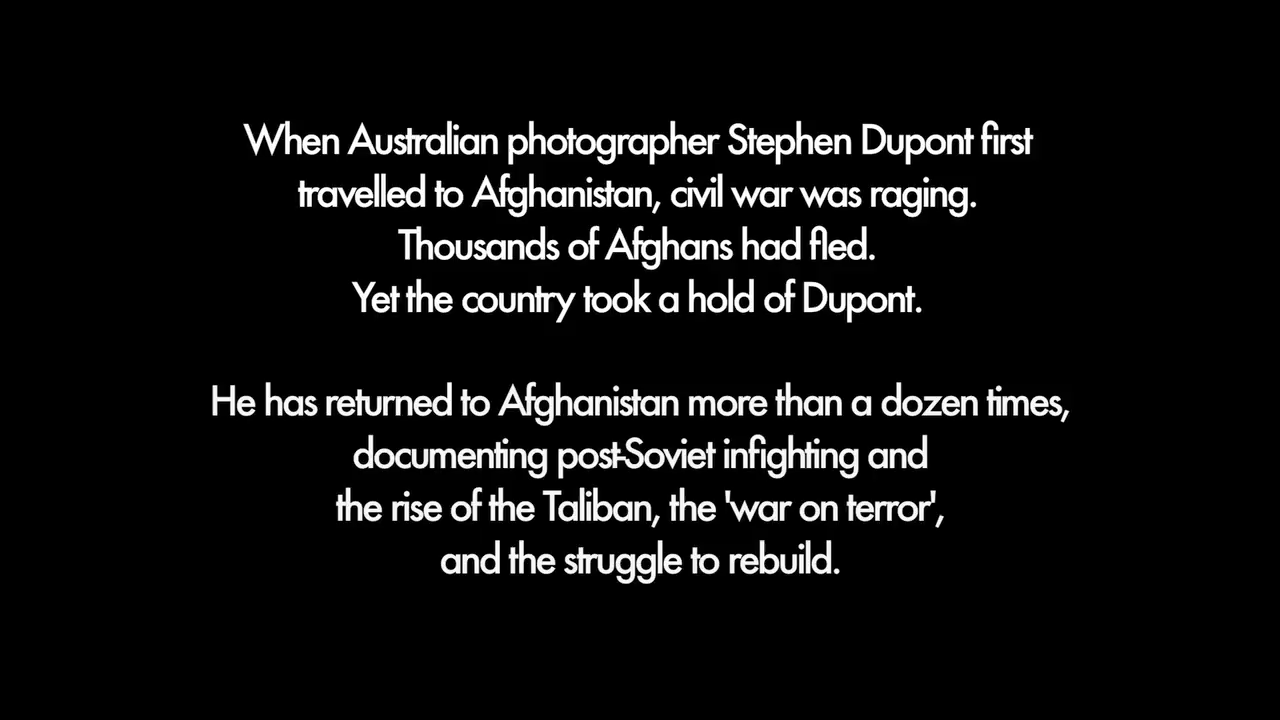 When Australian photographer Stephen Dupont first
travelled to Afghanistan, civil war was raging.
Thousands of Afghans had fled.
Yet the country took a hold of Dupont.
He has returned to Afghanistan more than a dozen times,
documenting post-Soviet infighting and
the rise of the Taliban, the 'war on terror',
and the struggle to rebuild.